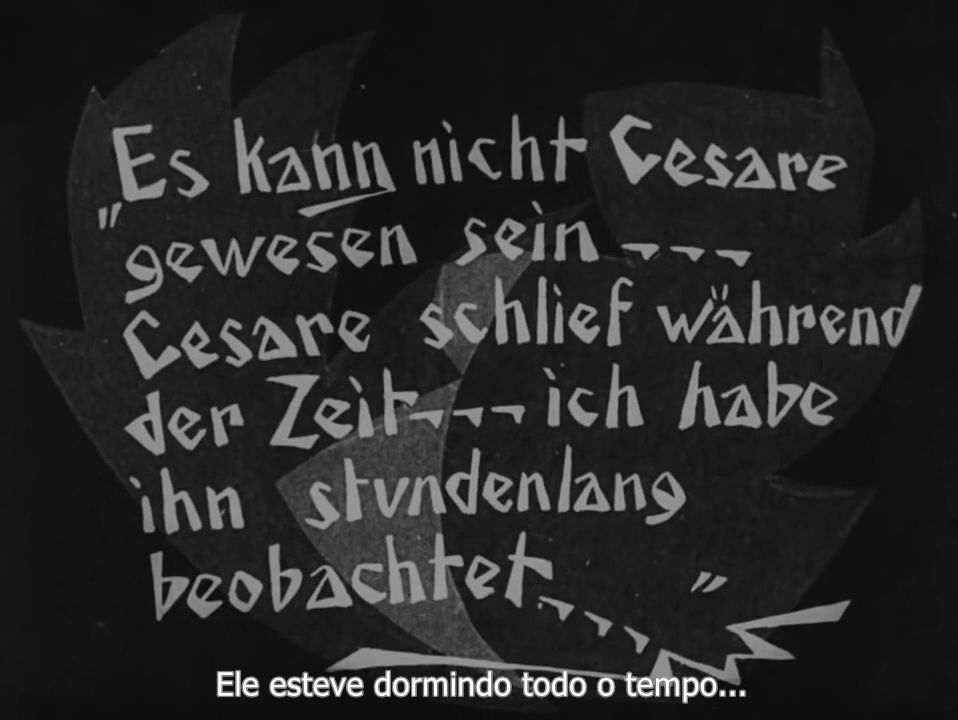 „Es kann nicht Cesare
gewesen sein - - -
Cesare schlief während
der Zeit - - - ich habe
ihn stundenlang
beobachtet - - - - "
Ele esteve dormindo todo o tempo...